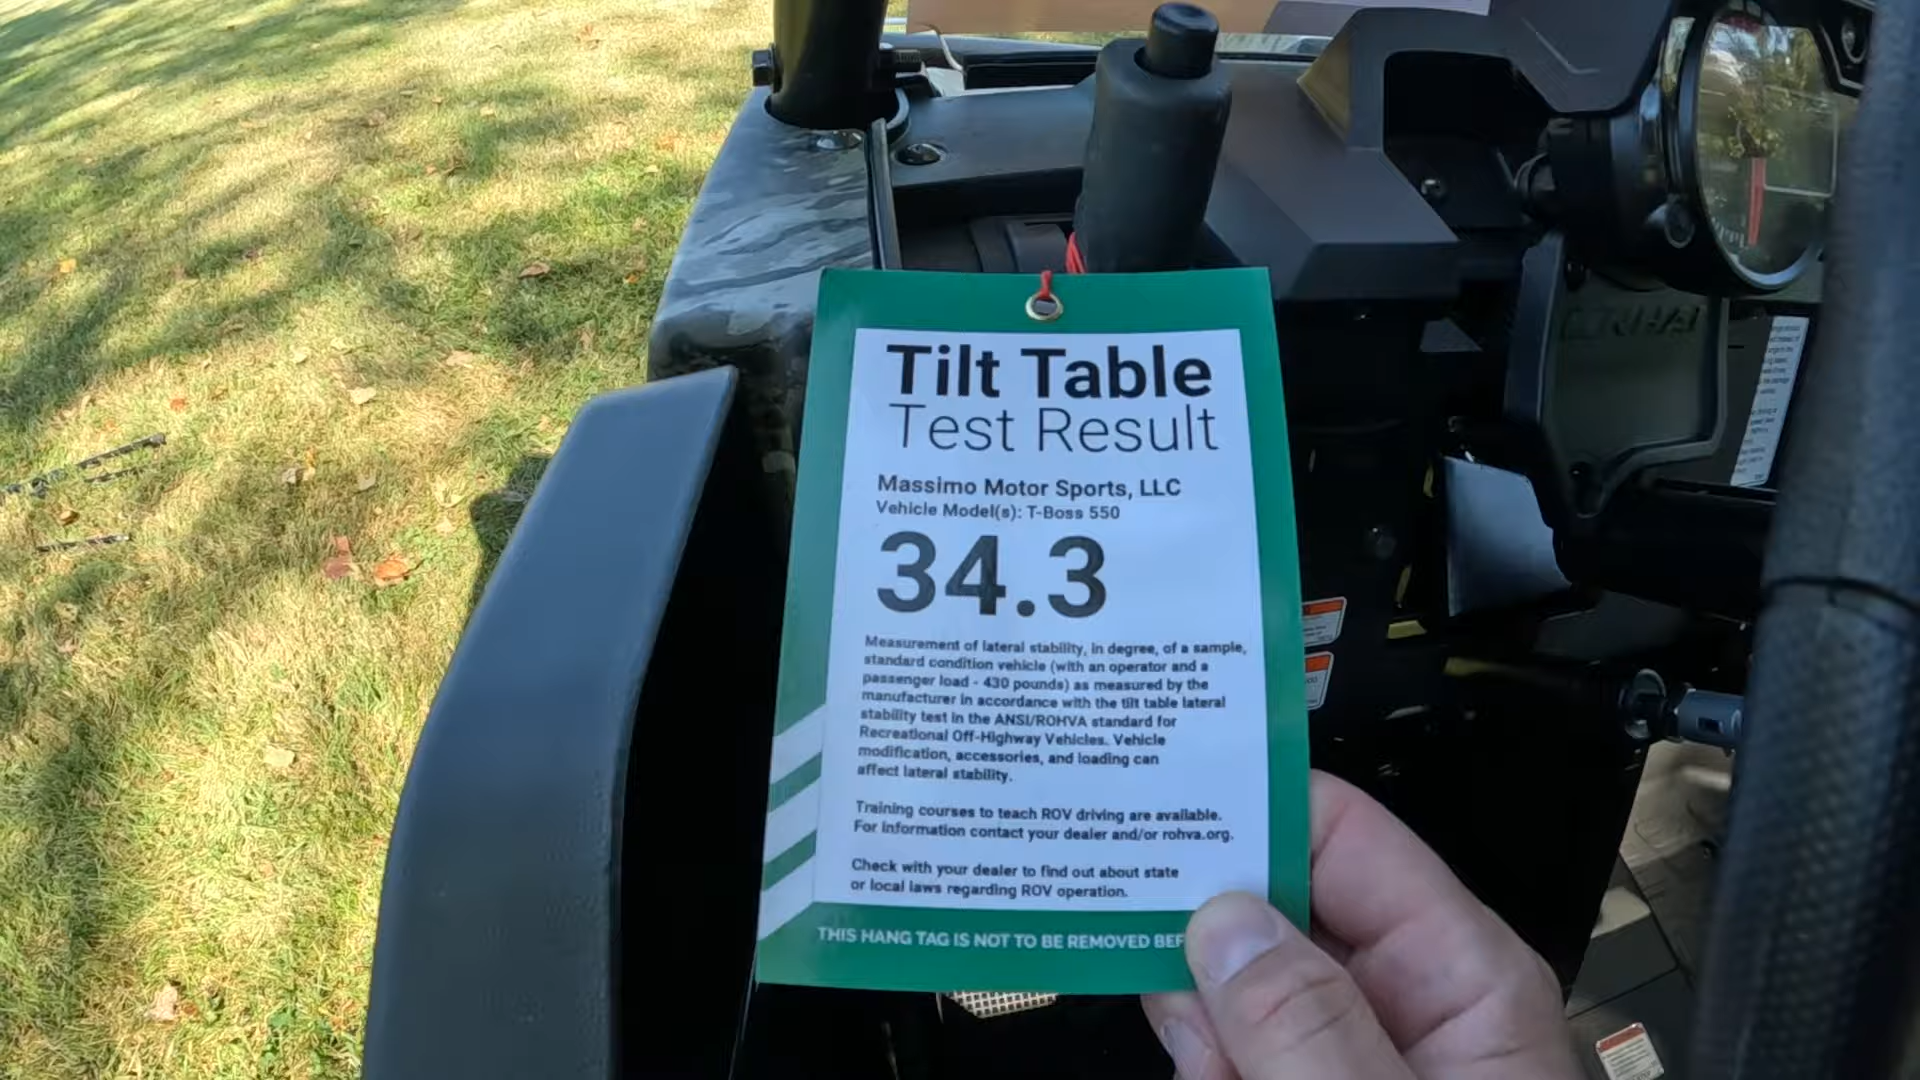 Tilt Table
Test Result
Massimo Motor Sports, LLC
Vehicle Model(s): T-Boss 550
34.3
Measurement of lateral stability, in degree, of a sample,
standard condition vehicle (with an operator and a
passenger load - 430 pounds) as measured by the
manufacturer in accordance with the tilt table lateral
stability test in the ANSI/ROHVA standard for
Recreational Off-Highway Vehicles. Vehicle
modification, accessories, and loading can
affect lateral stability.
Training courses to teach ROV driving are available.
For information contact your dealer and/or rohva.org.
Check with your dealer to find out about state
or local laws regarding ROV operation.
THIS HANG TAG IS NOT TO BE REMOVED BEF